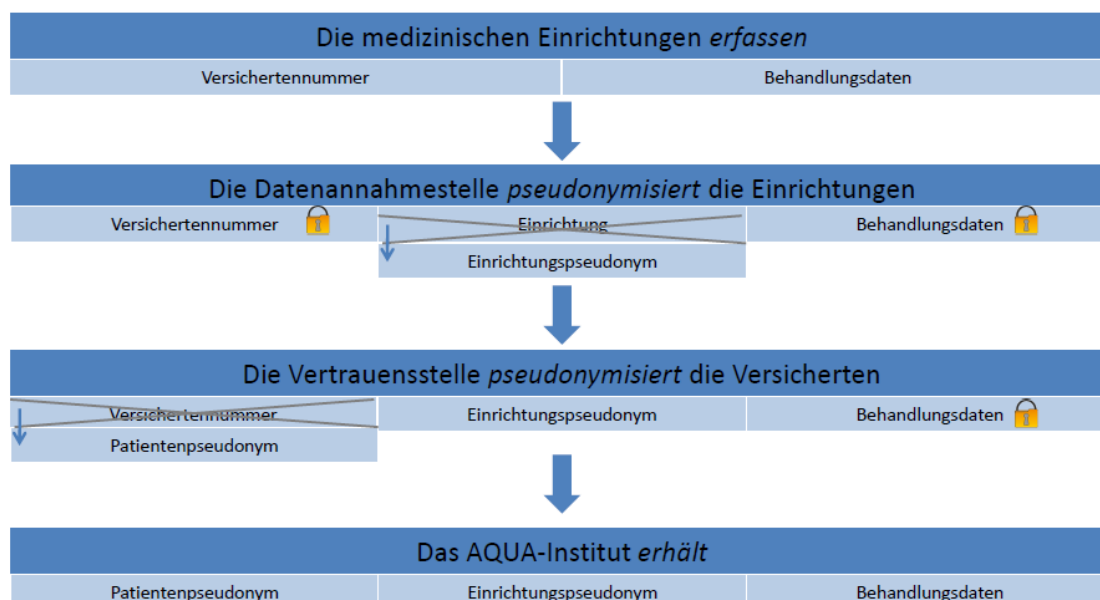 Die medizinischen Einrichtungen erfassen
Versichertennummer Behandlungsdaten
Die Datenannahmestelle pseudonymisiert die Einrichtungen
Versichertennummer Einrichtung Behandlungsdaten
Einrichtungspseudonym
Die Vertrauensstelle pseudonymisiert die Versicherten
Versichertennummer Einrichtungspseudonym Behandlungsdaten
Patientenpseudonym
Das AQUA-Institut erhält
Patientenpseudonym Einrichtungspseudonym Behandlungsdaten